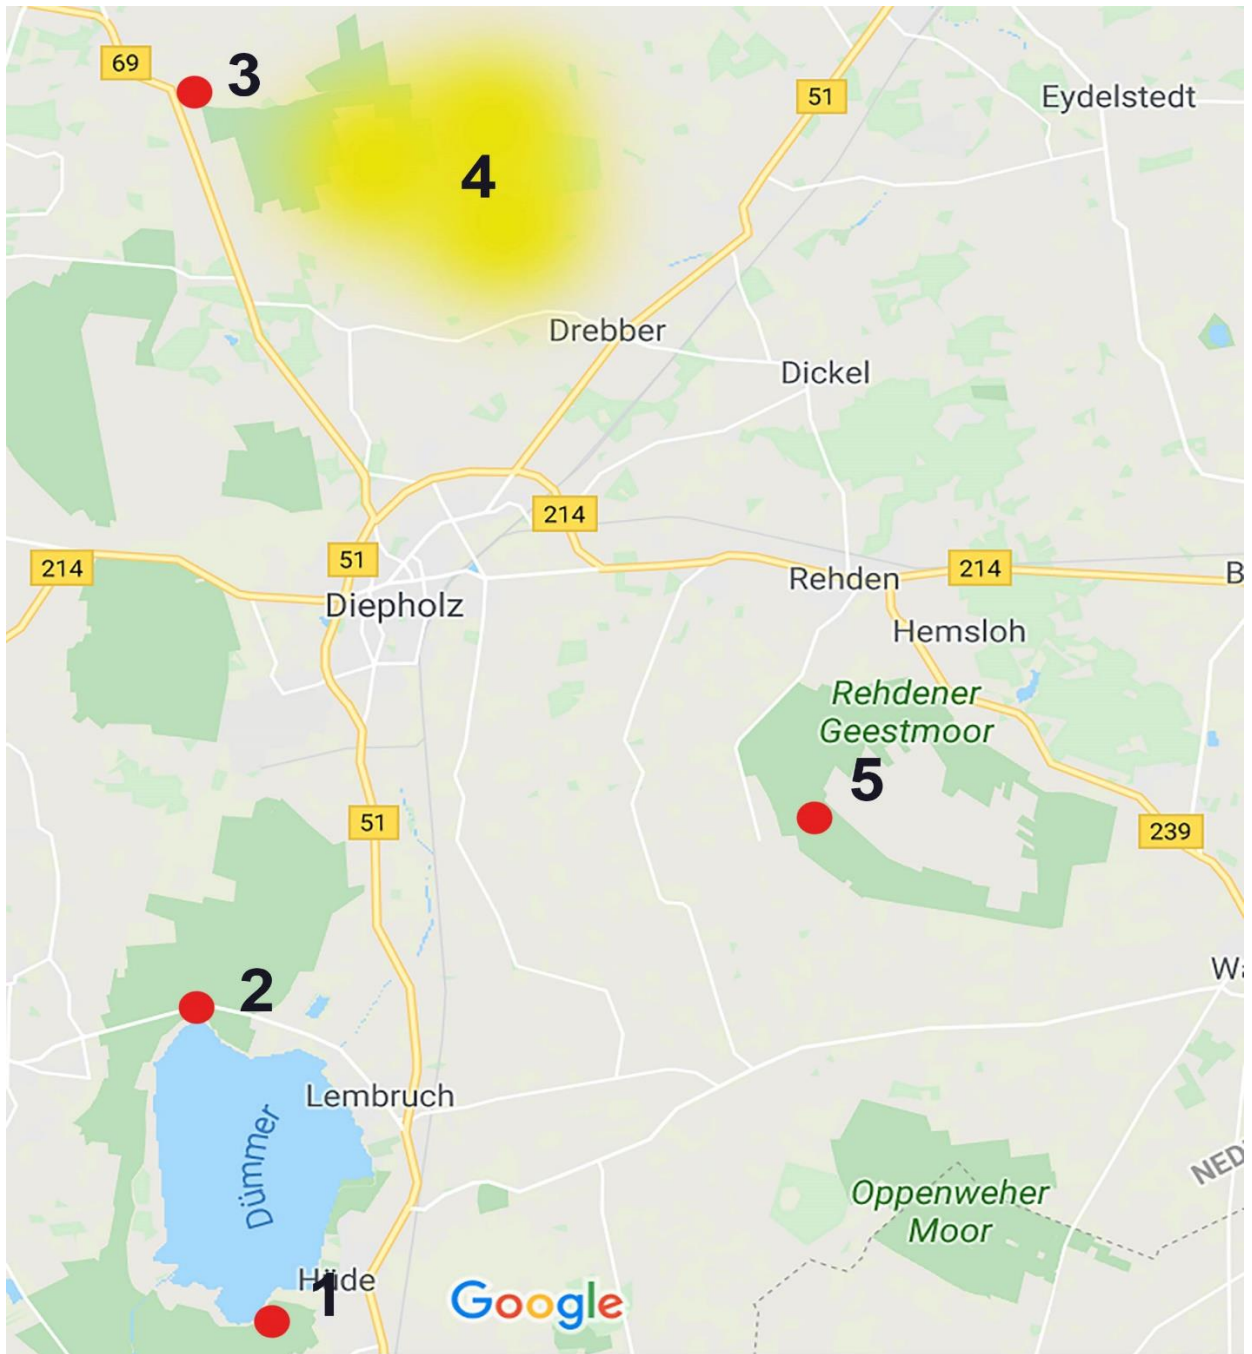 69
3
51
Eydelstedt
4
Drebber
Dickel
214
51
214
Rehden
214
B
Diepholz
Hemsloh
Rehdener
Geestmoor
5
51
239
2
Wa
Lembruch
Dümmer
NED
Oppenweher
Moor
Hüde
1
Google